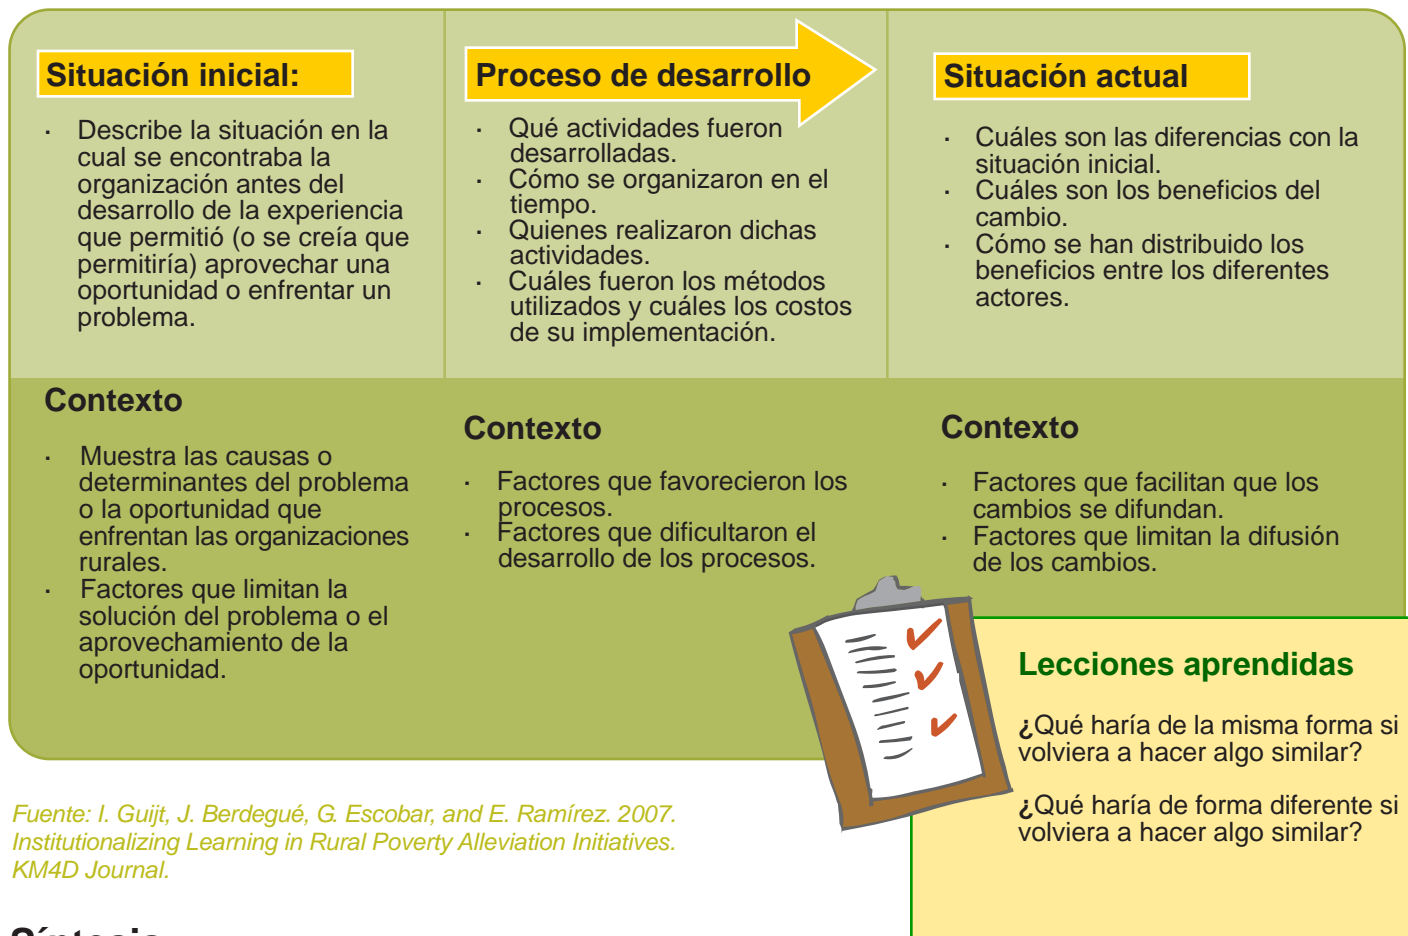 Situación inicial:
· Describe la situación en la
cual se encontraba la
organización antes del
desarrollo de la experiencia
que permitió (o se creía que
permitiría) aprovechar una
oportunidad o enfrentar un
problema.
Proceso de desarrollo
· Qué actividades fueron
desarrolladas.
· Cómo se organizaron en el
tiempo.
· Quienes realizaron dichas
actividades.
· Cuáles fueron los métodos
utilizados y cuáles los costos
de su implementación.
Situación actual
· Cuáles son las diferencias con la
situación inicial.
· Cuáles son los beneficios del
cambio.
· Cómo se han distribuido los
beneficios entre los diferentes
actores.
Contexto
· Muestra las causas o
determinantes del problema
o la oportunidad que
enfrentan las organizaciones
rurales.
· Factores que limitan la
solución del problema o el
aprovechamiento de la
oportunidad.
Contexto
· Factores que favorecieron los
procesos.
· Factores que dificultaron el
desarrollo de los procesos.
Contexto
· Factores que facilitan que los
cambios se difundan.
· Factores que limitan la difusión
de los cambios.
Lecciones aprendidas
¿Qué haría de la misma forma si
volviera a hacer algo similar?
¿Qué haría de forma diferente si
volviera a hacer algo similar?
Fuente: I. Guijt, J. Berdegué, G. Escobar, and E. Ramírez. 2007.
Institutionalizing Learning in Rural Poverty Alleviation Initiatives.
KM4D Journal.
Síntesis